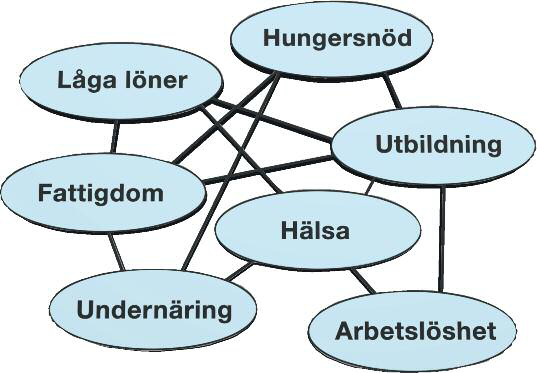 Hungersnöd
Låga löner
Utbildning
Fattigdom
Hälsa
Undernäring
Arbetslöshet